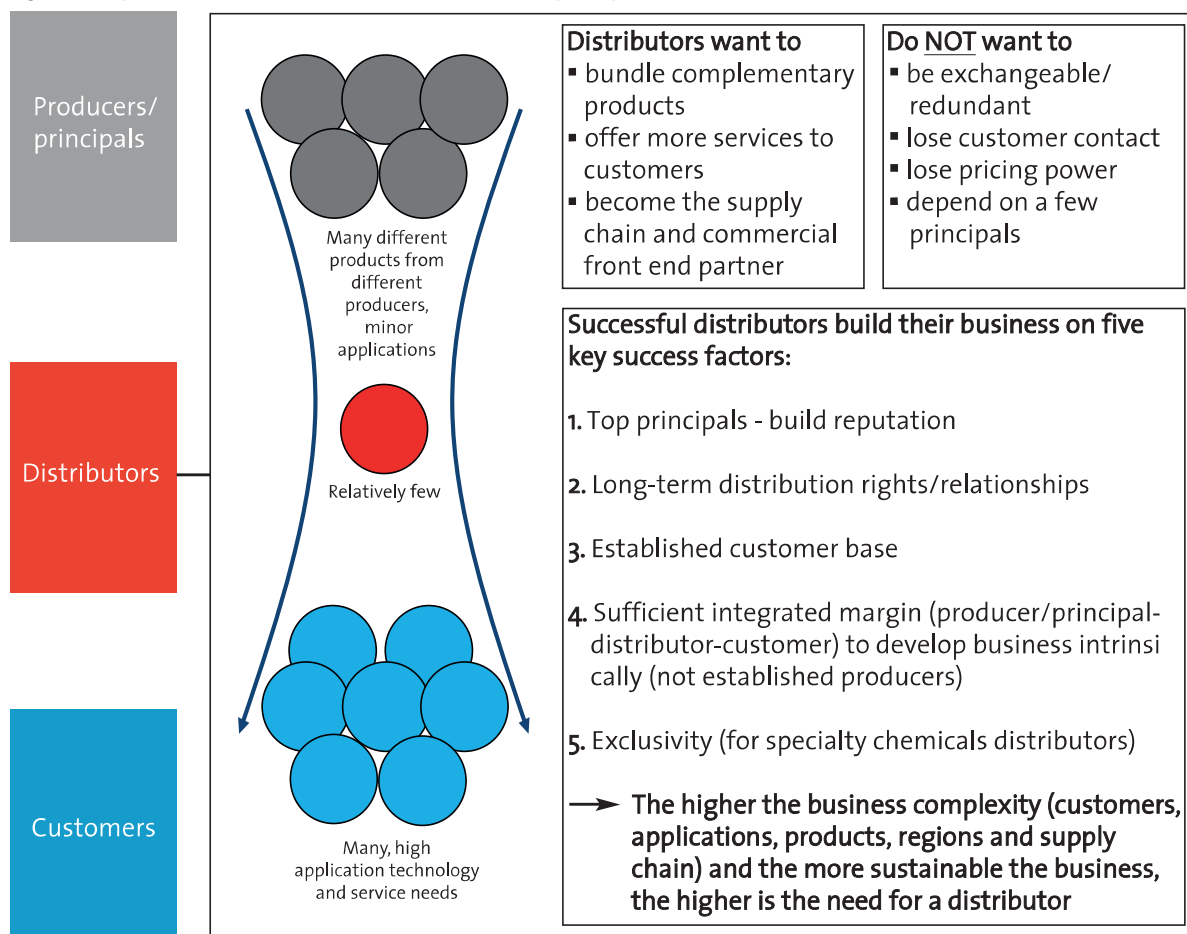 Producers/
principals
Many different
products from
different
producers,
minor
applications
Distributors want to
▪ bundle complementary
products
▪ offer more services to
customers
▪ become the supply
chain and commercial
front end partner
Do NOT want to
▪ be exchangeable/
redundant
▪ lose customer contact
▪ lose pricing power
▪ depend on a few
principals
Distributors
Relatively few
Successful distributors build their business on five
key success factors:
1. Top principals - build reputation
2. Long-term distribution rights/relationships
3. Established customer base
4. Sufficient integrated margin (producer/principal-
distributor-customer) to develop business intrinsi
cally (not established producers)
5. Exclusivity (for specialty chemicals distributors)
→ The higher the business complexity (customers,
applications, products, regions and supply
chain) and the more sustainable the business,
the higher is the need for a distributor
Customers
Many, high
application technology
and service needs